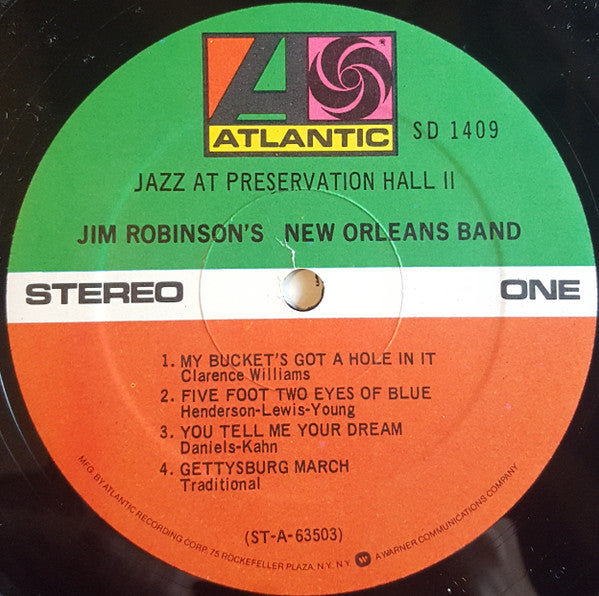 ATLANTIC
SD 1409
JAZZ AT PRESERVATION HALL II
JIM ROBINSON'S NEW ORLEANS BAND
STEREO
ONE
1. MY BUCKET'S GOT A HOLE IN IT
Clarence Williams
2. FIVE FOOT TWO EYES OF BLUE
Henderson-Lewis-Young
3. YOU TELL ME YOUR DREAM
Daniels-Kahn
4. GETTYSBURG MARCH
Traditional
(ST-A-63503)
MFG. BY ATLANTIC RECORDING CORP. 75 ROCKEFELLER PLAZA, N.Y. N.Y. A WARNER COMMUNICATIONS COMPANY